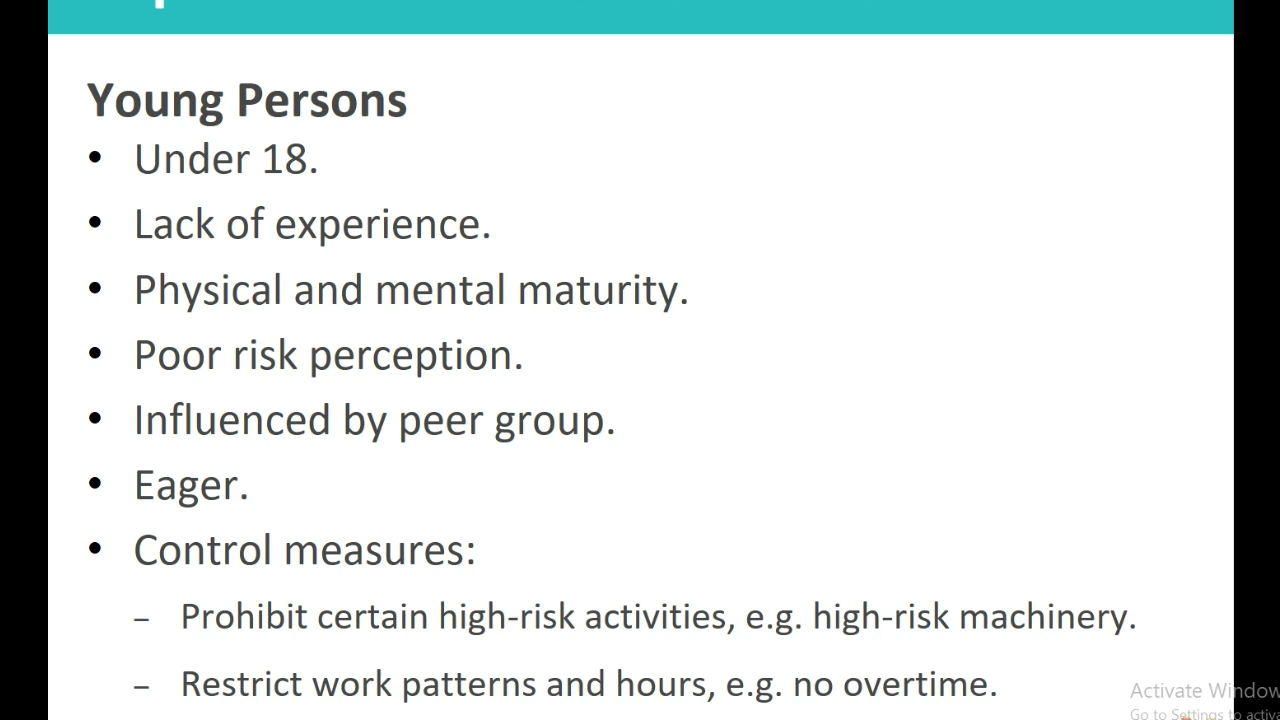 Young Persons
• Under 18.
• Lack of experience.
• Physical and mental maturity.
• Poor risk perception.
• Influenced by peer group.
• Eager.
• Control measures:
– Prohibit certain high-risk activities, e.g. high-risk machinery.
– Restrict work patterns and hours, e.g. no overtime.
Activate Window
Go to Settings to activa